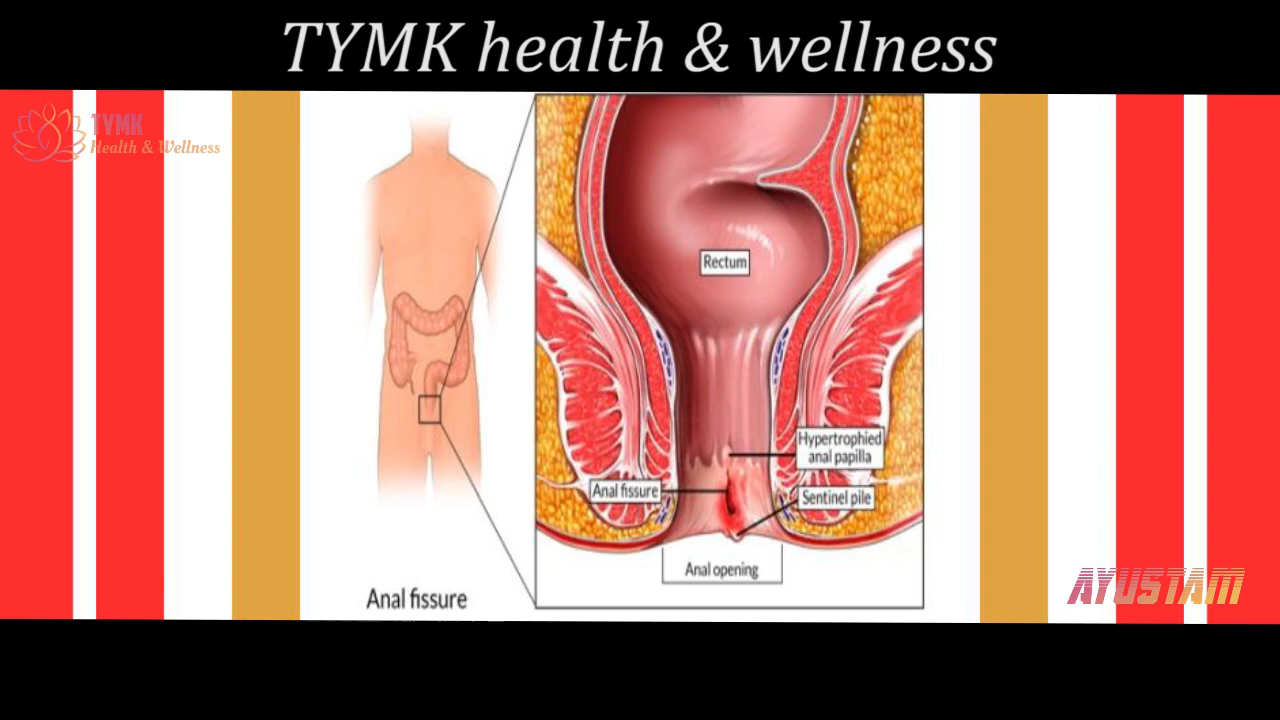 TYMK health & wellness
TYMK
Health & Wellness
Rectum
Hypertrophied
anal papilla
Anal fissure
Sentinel pile
Anal opening
Anal fissure
AYUSTAM